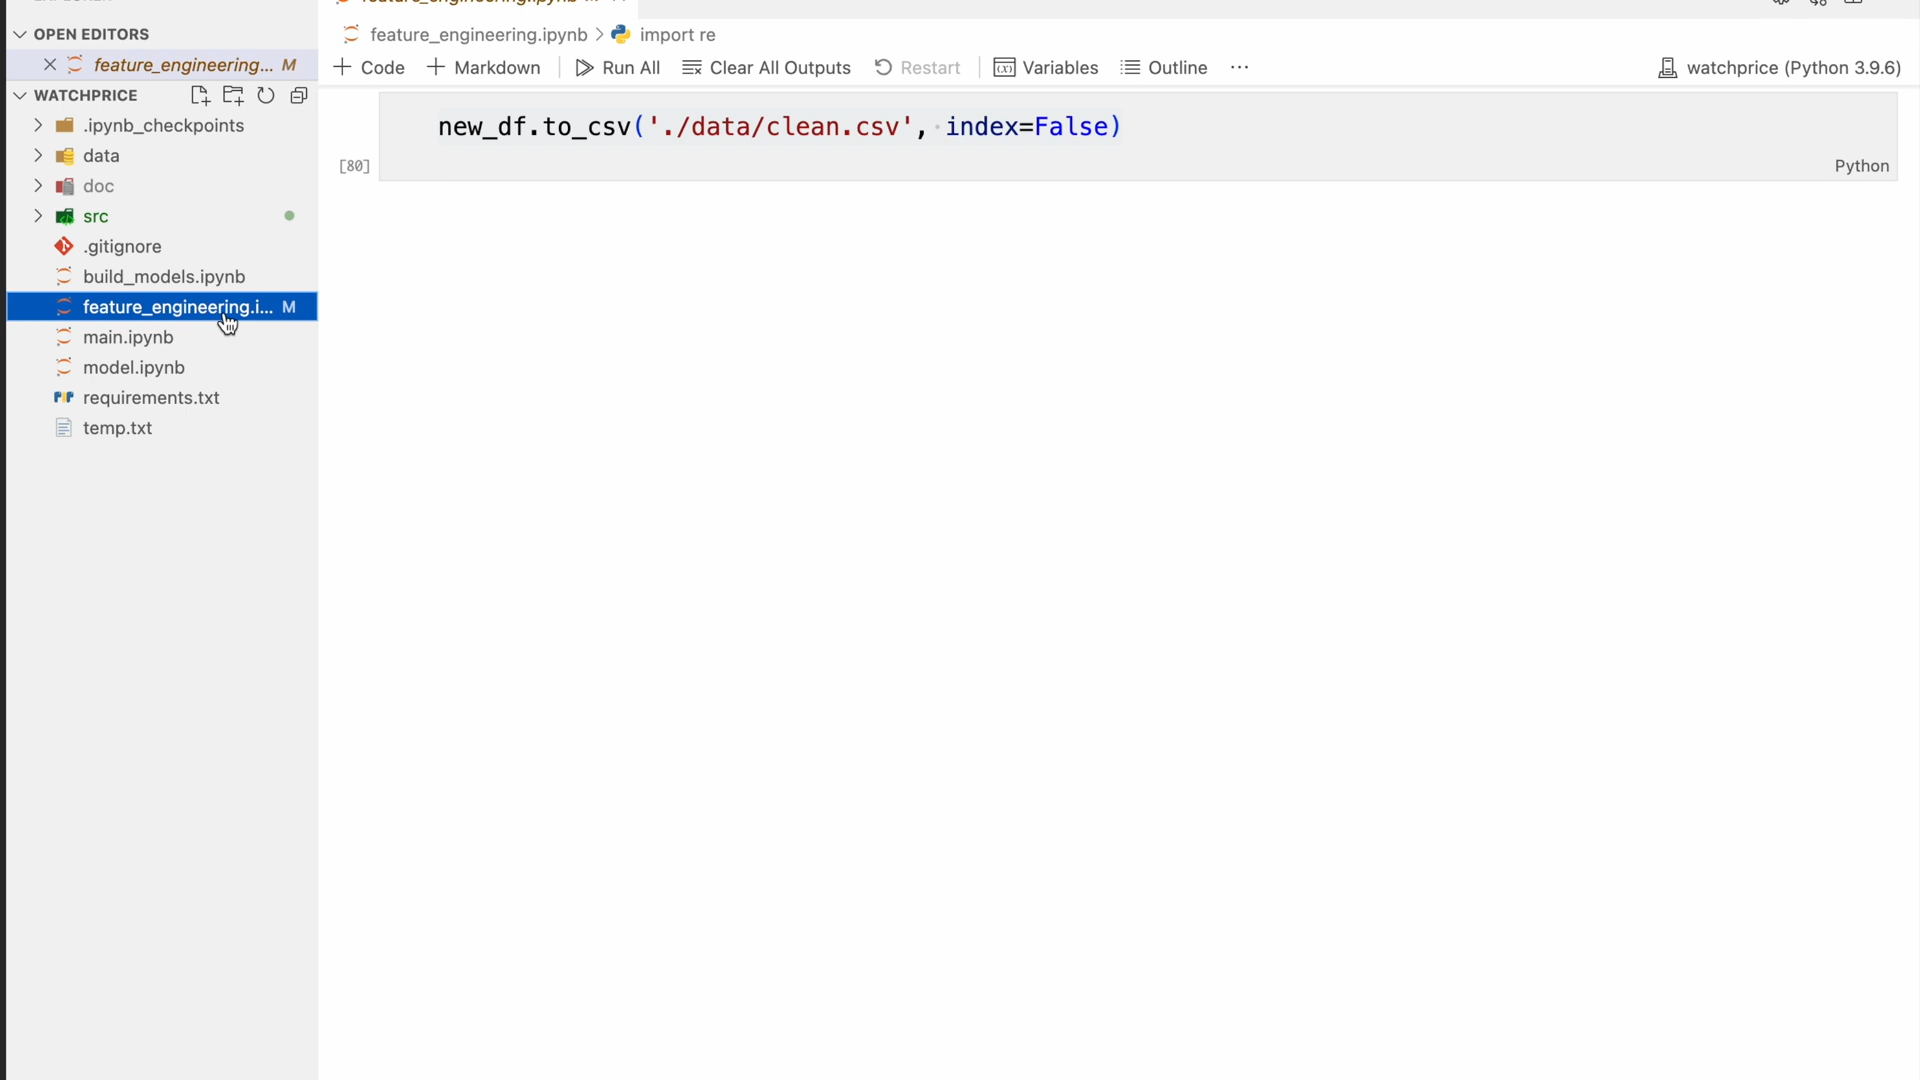 OPEN EDITORS
feature_engineering... M
WATCHPRICE
.ipynb_checkpoints
data
doc
src
.gitignore
build_models.ipynb
feature_engineering.i... M
main.ipynb
model.ipynb
requirements.txt
temp.txt
feature_engineering.ipynb > import re
+ Code + Markdown Run All Clear All Outputs Restart Variables Outline ... watchprice (Python 3.9.6)
new_df.to_csv('./data/clean.csv', index=False)
[80]
Python